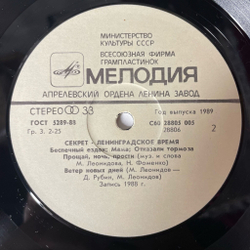 МИНИСТЕРСТВО
КУЛЬТУРЫ СССР
ВСЕСОЮЗНАЯ ФИРМА
ГРАМПЛАСТИНОК
МЕЛОДИЯ
АПРЕЛЕВСКИЙ ОРДЕНА ЛЕНИНА ЗАВОД
СТЕРЕО 33
Год выпуска 1989
ГОСТ 5289-88
С60 28805 005
Гр. 3. 2-25
28806
2
СЕКРЕТ - ЛЕНИНГРАДСКОЕ ВРЕМЯ
Беспечный ездок; Мама; Отказали тормоза
Прощай, ночь, прости (муз. и слова
М. Леонидова, Н. Фоменко)
Ветер новых дней (М. Леонидов —
Д. Рубин, М. Леонидов)
Запись 1988 г.